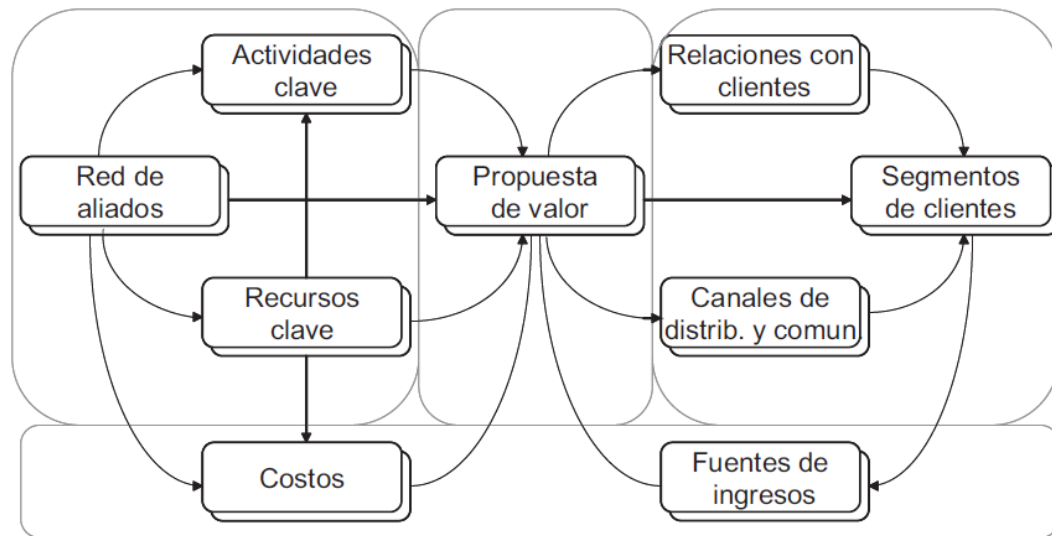 Actividades
clave
Relaciones con
clientes
Red de
aliados
Propuesta
de valor
Segmentos
de clientes
Recursos
clave
Canales de
distrib. y comun.
Costos
Fuentes de
ingresos